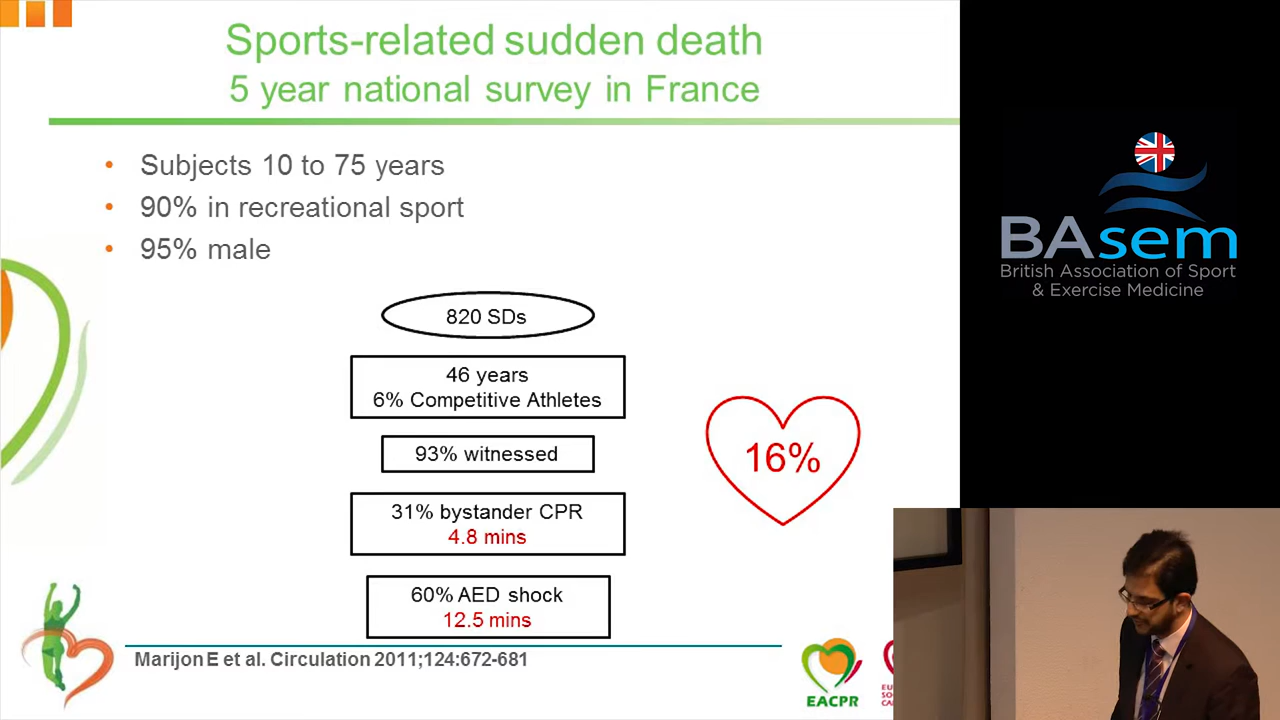 Sports-related sudden death
5 year national survey in France
• Subjects 10 to 75 years
• 90% in recreational sport
• 95% male
820 SDs
46 years
6% Competitive Athletes
93% witnessed
31% bystander CPR
4.8 mins
60% AED shock
12.5 mins
16%
Marijon E et al. Circulation 2011;124:672-681
EACPR
BAsem
British Association of Sport
& Exercise Medicine